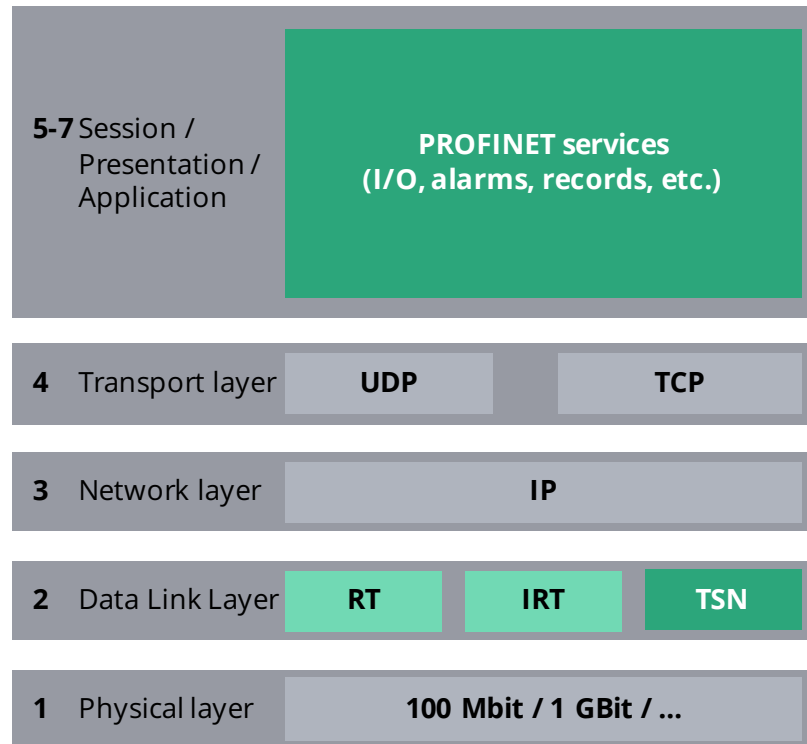 5-7 Session /
Presentation /
Application
PROFINET services
(I/O, alarms, records, etc.)
4 Transport layer
UDP
TCP
3 Network layer
IP
2 Data Link Layer
RT
IRT
TSN
1 Physical layer
100 Mbit / 1 GBit / ...